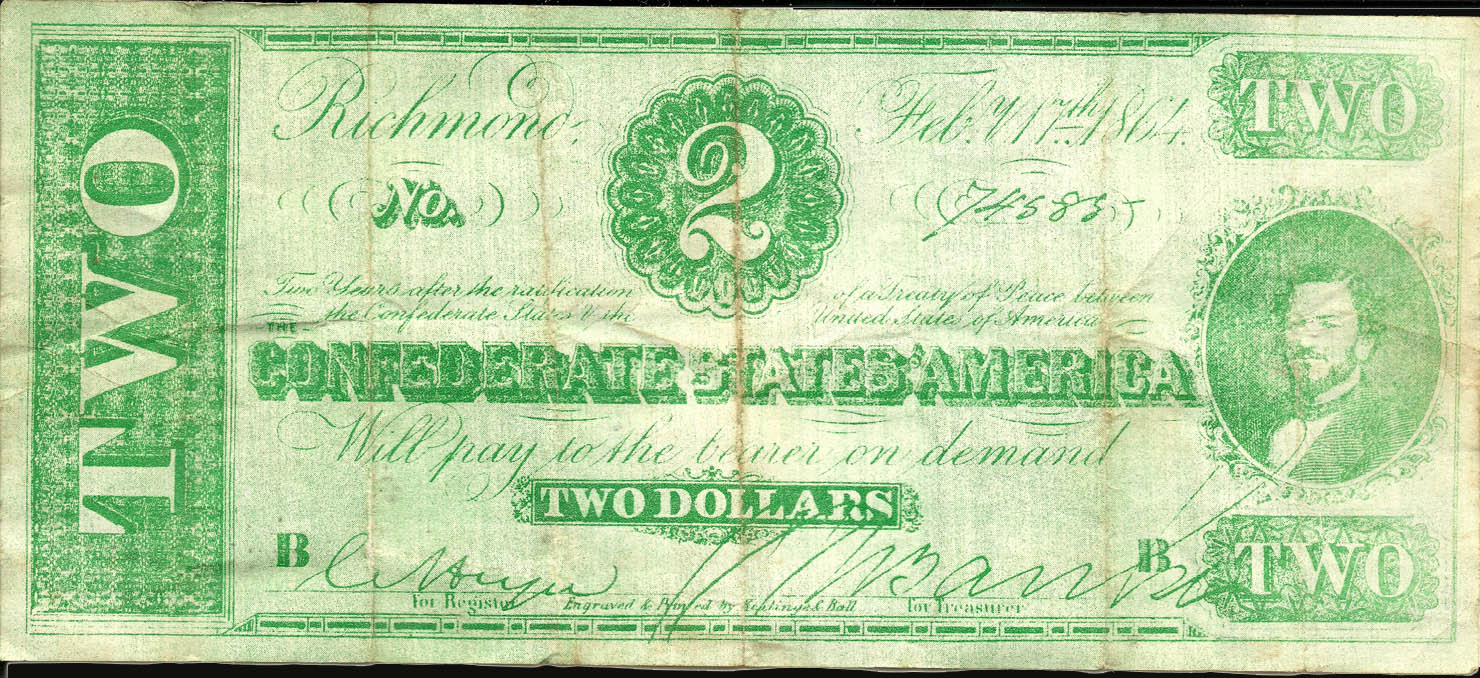 TWO
Richmond,
2
Feb.y 17th 1864.
TWO
No.
74583
Two Years after the ratification of a Treaty of Peace between
the Confederate States & the United States of America
THE
CONFEDERATE STATES AMERICA
Will pay to the bearer on demand
TWO DOLLARS
B
B
TWO
for Register
Engraved & Printed by Keatinge & Ball
for Treasurer